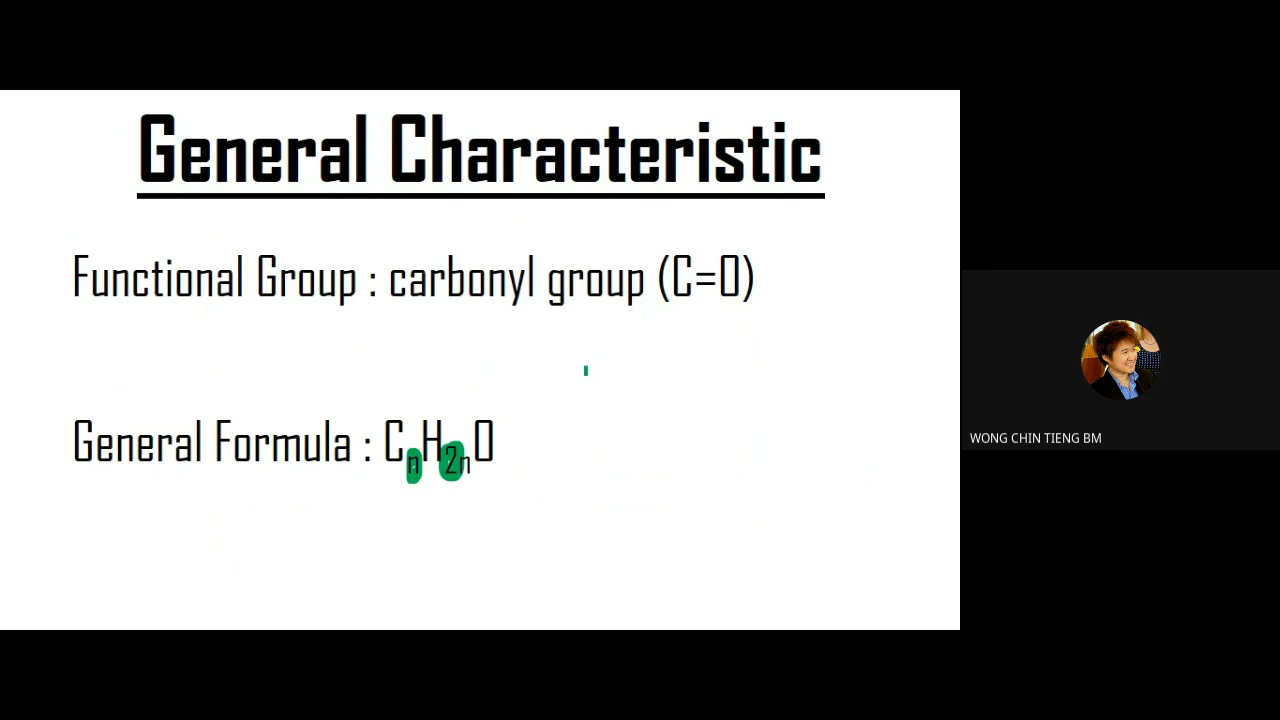 General Characteristic
Functional Group : carbonyl group (C=O)
General Formula : CnH2nO
WONG CHIN TIENG BM